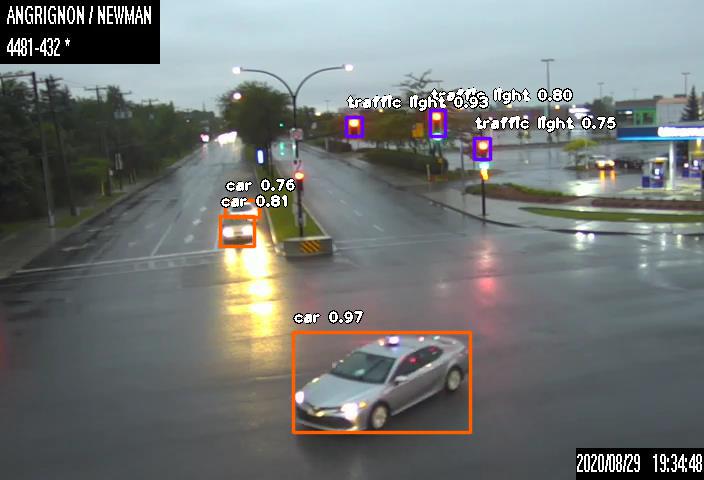 ANGRIGNON / NEWMAN
4481-432 *
traffic light 0.93
traffic light 0.80
traffic light 0.75
car 0.76
car 0.81
car 0.97
2020/08/29 19:34:48